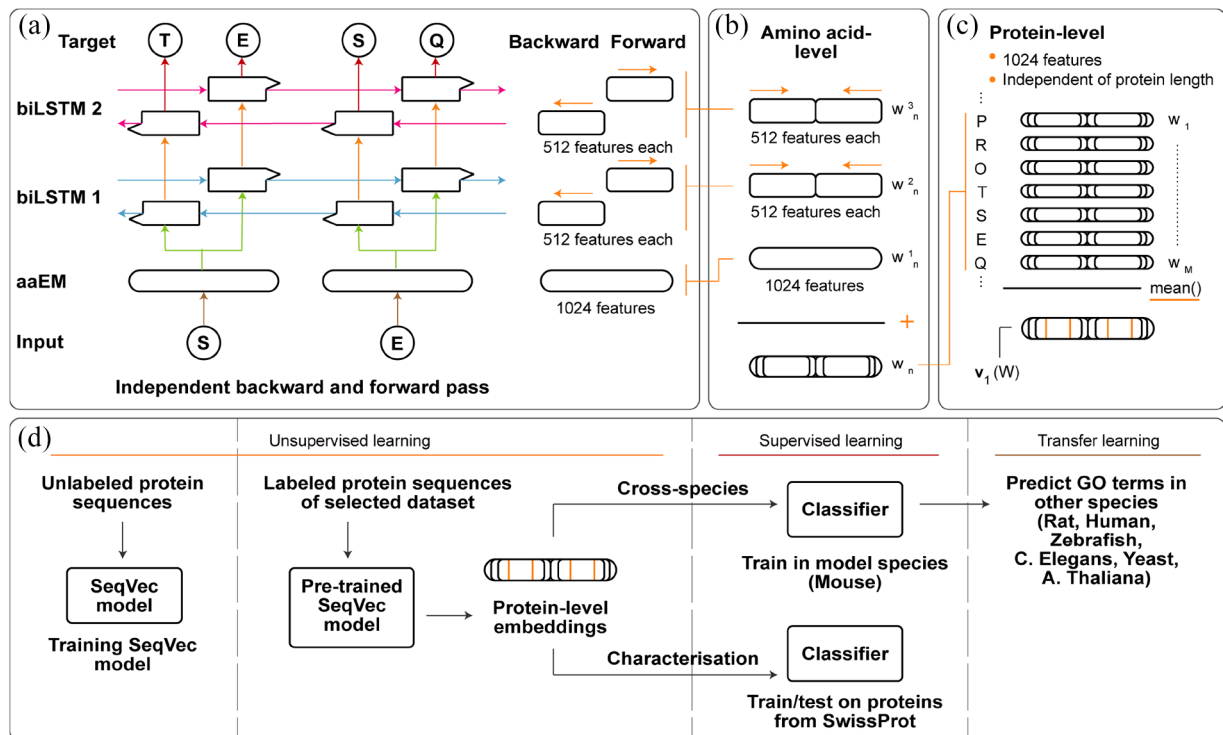 (a)
Target
T
E
S
Q
Backward
Forward
biLSTM 2
512 features each
biLSTM 1
512 features each
aaEM
1024 features
Input
S
E
Independent backward and forward pass
(b)
Amino acid-
level
w 3 n
512 features each
w 2 n
512 features each
w 1 n
1024 features
+
w n
(c)
Protein-level
• 1024 features
• Independent of protein length
⋮
P
R
O
T
S
E
Q
⋮
w 1
w M
mean()
v1(W)
(d)
Unsupervised learning
Supervised learning
Transfer learning
Unlabeled protein
sequences
SeqVec
model
Training SeqVec
model
Labeled protein sequences
of selected dataset
Pre-trained
SeqVec
model
Protein-level
embeddings
Cross-species
Characterisation
Classifier
Train in model species
(Mouse)
Classifier
Train/test on proteins
from SwissProt
Predict GO terms in
other species
(Rat, Human,
Zebrafish,
C. Elegans, Yeast,
A. Thaliana)